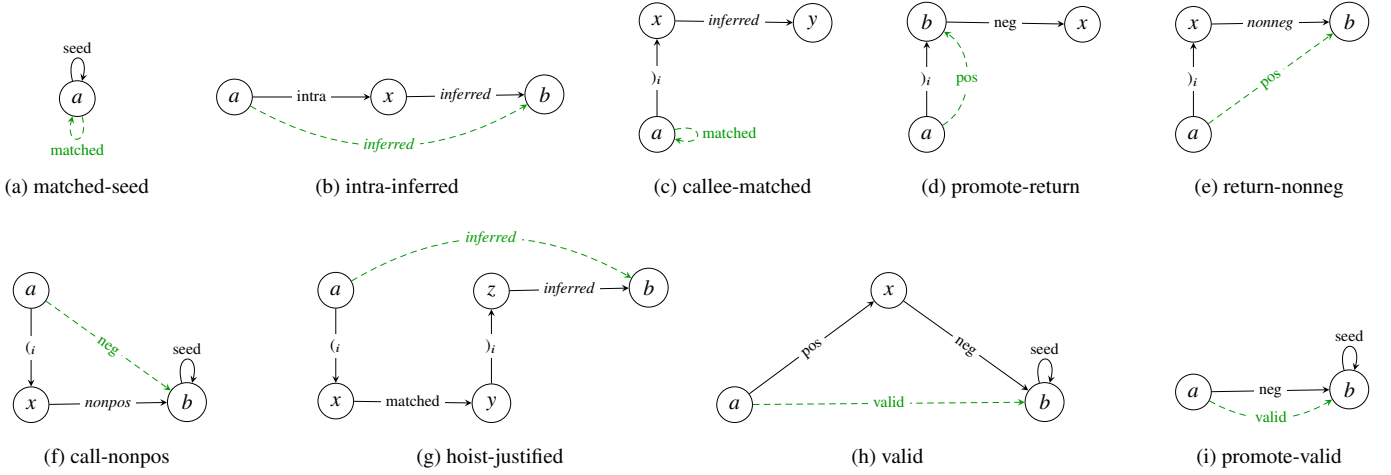 seed
a
matched
(a) matched-seed
a
intra
x
inferred
b
inferred
(b) intra-inferred
x
inferred
y
)i
a
matched
(c) callee-matched
b
neg
x
)i
pos
a
(d) promote-return
x
nonneg
b
)i
pos
a
(e) return-nonneg
a
(i
neg
seed
x
nonpos
b
(f) call-nonpos
inferred
a
z
inferred
b
(i
)i
x
matched
y
(g) hoist-justified
x
pos
neg
seed
a
valid
b
(h) valid
seed
a
neg
b
valid
(i) promote-valid